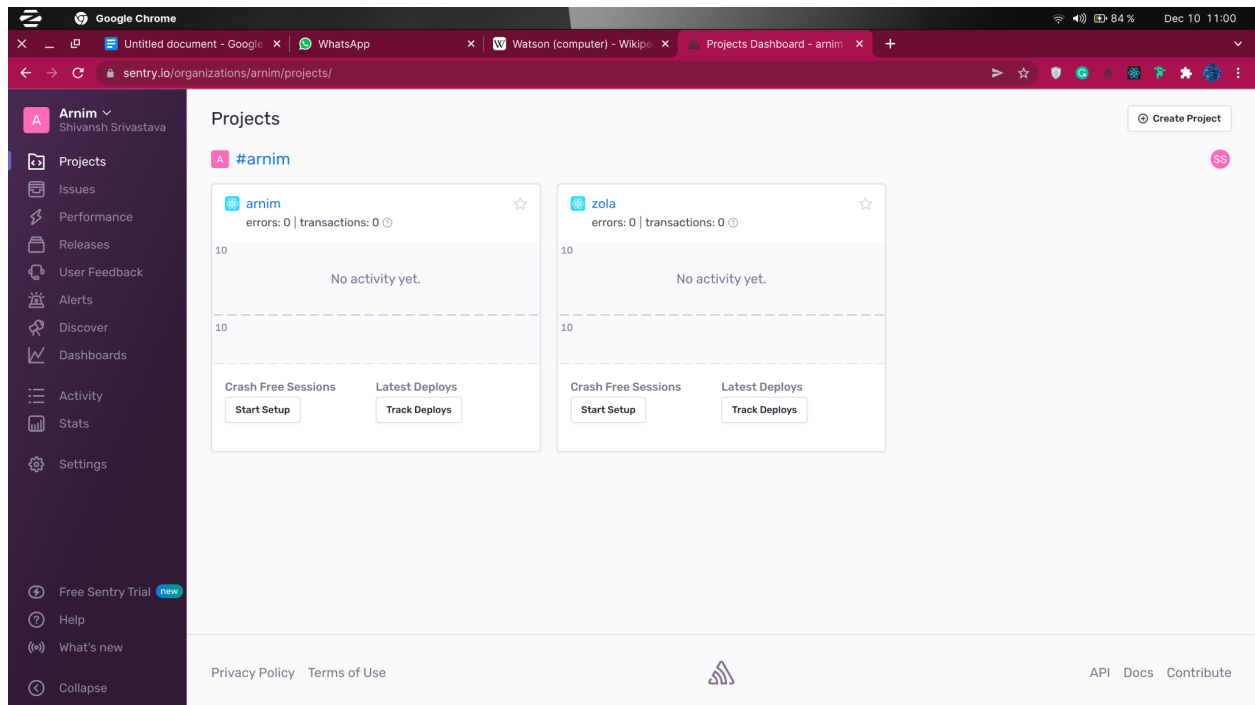 Google Chrome
84 %
Dec 10 11:00
Untitled document - Google
WhatsApp
W Watson (computer) - Wikipe
Projects Dashboard - arnim
sentry.io/organizations/arnim/projects/
A
Arnim
Shivansh Srivastava
Projects
Issues
Performance
Releases
User Feedback
Alerts
Discover
Dashboards
Activity
Stats
Settings
Free Sentry Trial new
Help
What's new
Collapse
Projects
Create Project
A #arnim
SS
arnim
errors: 0 | transactions: 0
10
No activity yet.
10
Crash Free Sessions Latest Deploys
Start Setup Track Deploys
zola
errors: 0 | transactions: 0
10
No activity yet.
10
Crash Free Sessions Latest Deploys
Start Setup Track Deploys
Privacy Policy Terms of Use
API Docs Contribute